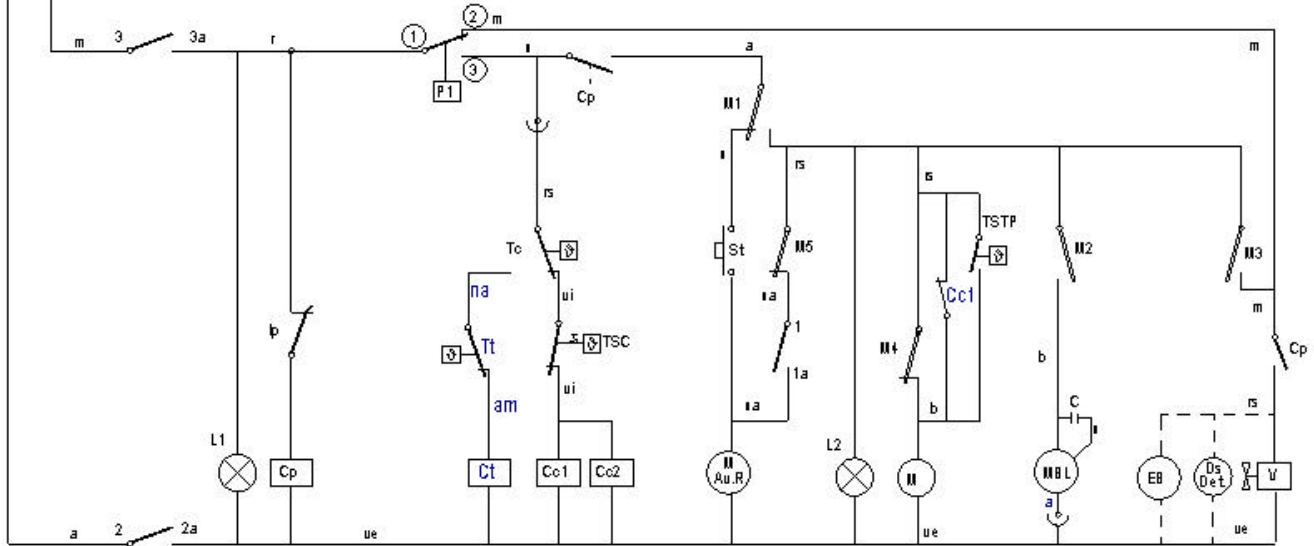 2 m
m 3 3a r 1 a m
3
P1 Cp
M1
rs
rs
rs
TSTP
Tc St M5 M2 M3
na ui
Cc1
m
Ip Tt TSC 1 M4 Cp
1a
b
am ui b rs
C
L1 L2
Cp Ct Cc1 Cc2 M Au.R M MBL EB Ds Det. V
a
a 2 2a ue ue ue